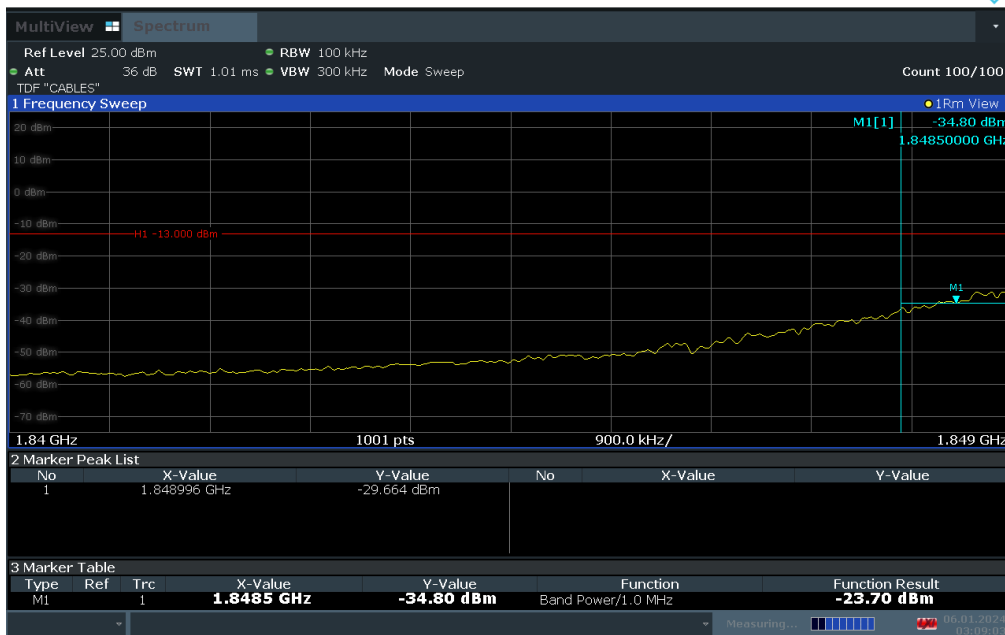 MultiView Spectrum
Ref Level 25.00 dBm RBW 100 kHz
Att 36 dB SWT 1.01 ms VBW 300 kHz Mode Sweep Count 100/100
TDF "CABLES"
1 Frequency Sweep 1Rm View
M1[1] -34.80 dBm
1.84850000 GHz
20 dBm
10 dBm
0 dBm
-10 dBm
H1 -13.000 dBm
-20 dBm
-30 dBm
M1
-40 dBm
-50 dBm
-60 dBm
-70 dBm
1.84 GHz 1001 pts 900.0 kHz/ 1.849 GHz
2 Marker Peak List
No X-Value Y-Value No X-Value Y-Value
1 1.848996 GHz -29.664 dBm
3 Marker Table
Type Ref Trc X-Value Y-Value Function Function Result
M1 1 1.8485 GHz -34.80 dBm Band Power/1.0 MHz -23.70 dBm
Measuring... 06.01.2024